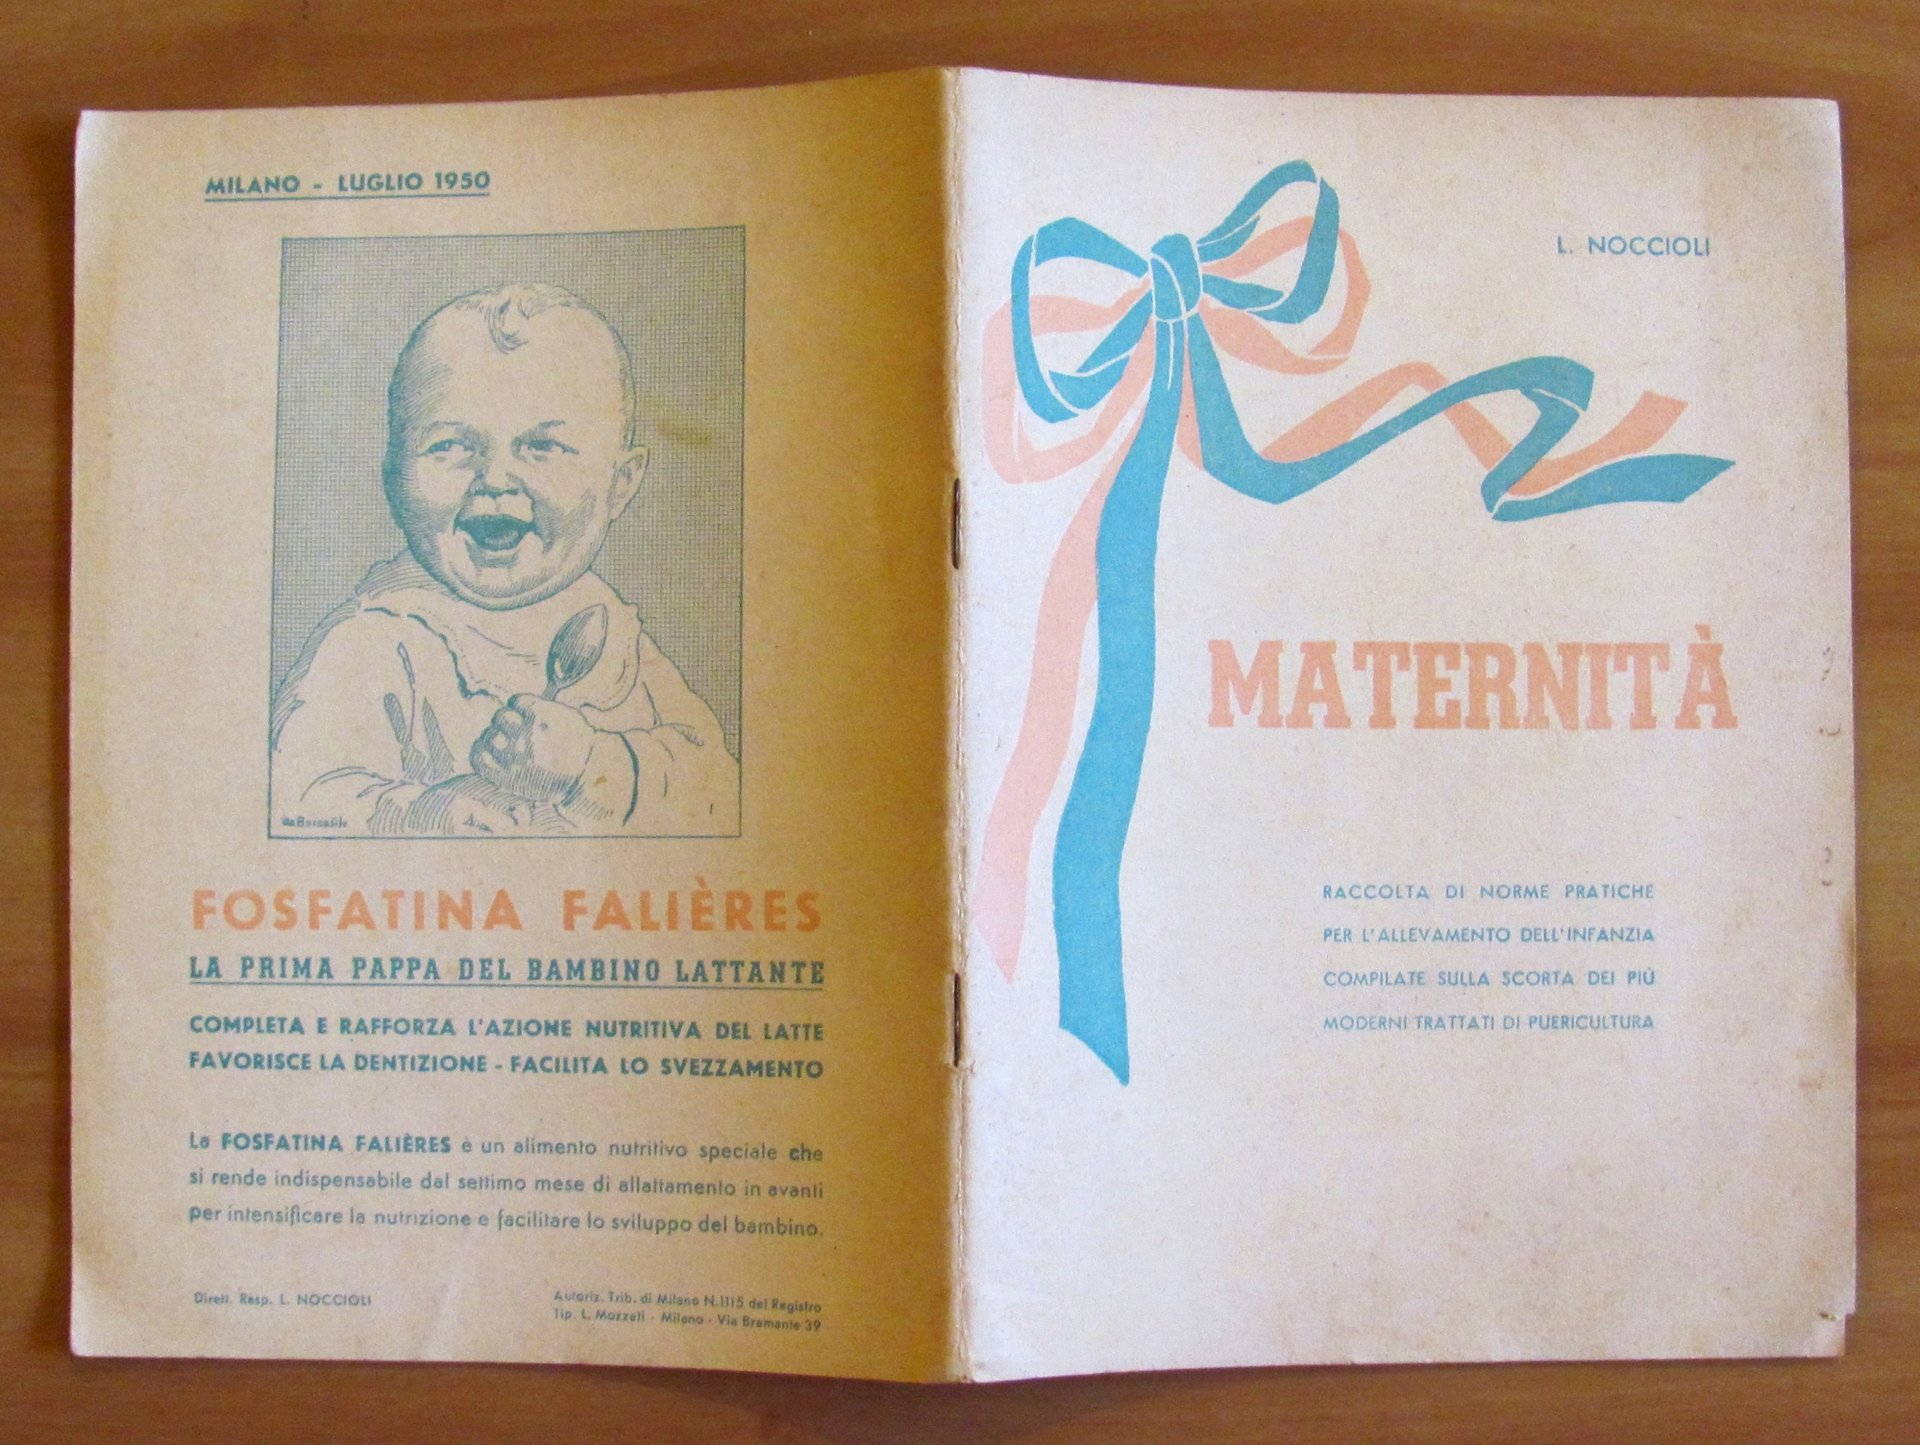 MILANO - LUGLIO 1950
da Boccasile
FOSFATINA FALIÈRES
LA PRIMA PAPPA DEL BAMBINO LATTANTE
COMPLETA E RAFFORZA L'AZIONE NUTRITIVA DEL LATTE
FAVORISCE LA DENTIZIONE - FACILITA LO SVEZZAMENTO
La FOSFATINA FALIÈRES è un alimento nutritivo speciale che
si rende indispensabile dal settimo mese di allattamento in avanti
per intensificare la nutrizione e facilitare lo sviluppo del bambino.
Dirett. Resp. L. NOCCIOLI
Autoriz. Trib. di Milano N.1115 del Registro
Tip. L. Mozzati - Milano - Via Bramante 39
L. NOCCIOLI
MATERNITÀ
RACCOLTA DI NORME PRATICHE
PER L'ALLEVAMENTO DELL'INFANZIA
COMPILATE SULLA SCORTA DEI PIÙ
MODERNI TRATTATI DI PUERICULTURA